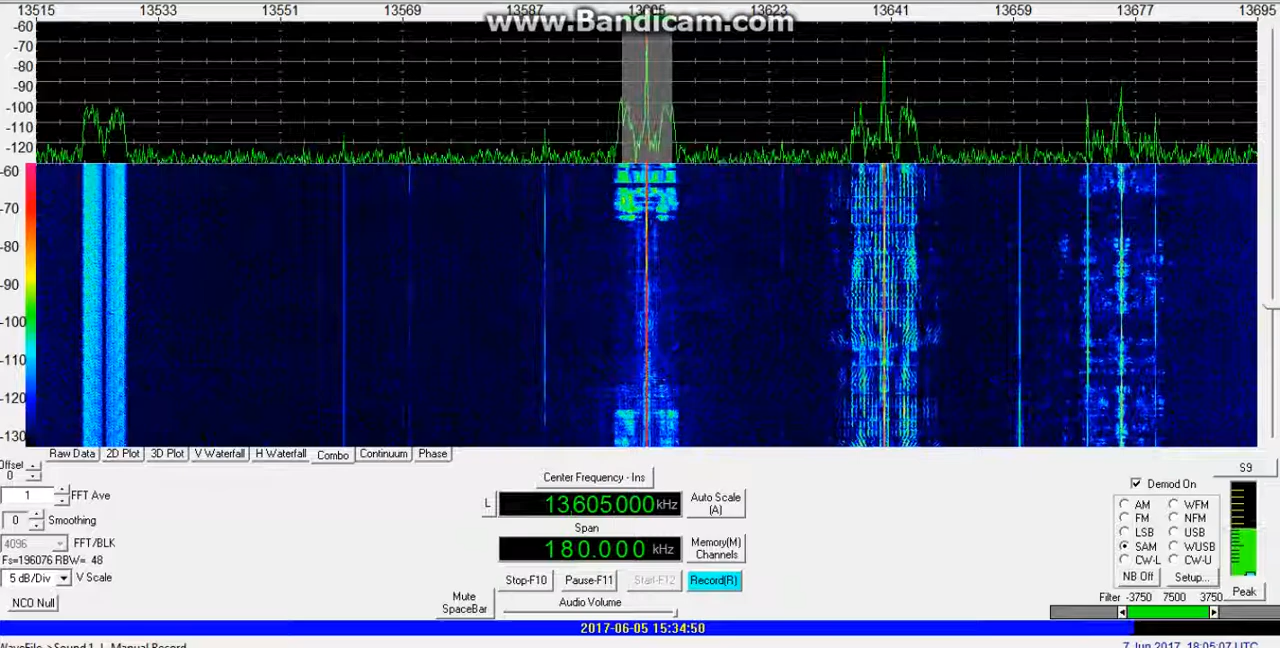 13515 13533 13551 13569 13587 13605 13623 13641 13659 13677 13695
www.Bandicam.com
-60
-70
-80
-90
-100
-110
-120
-60
-70
-80
-90
-100
-110
-120
-130
Raw Data 2D Plot 3D Plot V Waterfall H Waterfall Combo Continuum Phase
Offset
0
1 FFT Ave
0 Smoothing
4096 FFT/BLK
Fs=196076 RBW= 48
5 dB/Div V Scale
NCO Null
Center Frequency - Ins
L 13,605.000 kHz Auto Scale (A)
Span
180.000 kHz Memory(M) Channels
Stop-F10 Pause-F11 Start-F12 Record(R)
Mute SpaceBar
Audio Volume
S9
Demod On
AM WFM
FM NFM
LSB USB
SAM WUSB
CW-L CW-U
NB Off Setup... Peak
Filter -3750 7500 3750
2017-06-05 15:34:50
WaveFile->Sound 1 L Manual Record
7 Jun 2017 18:05:07 UTC